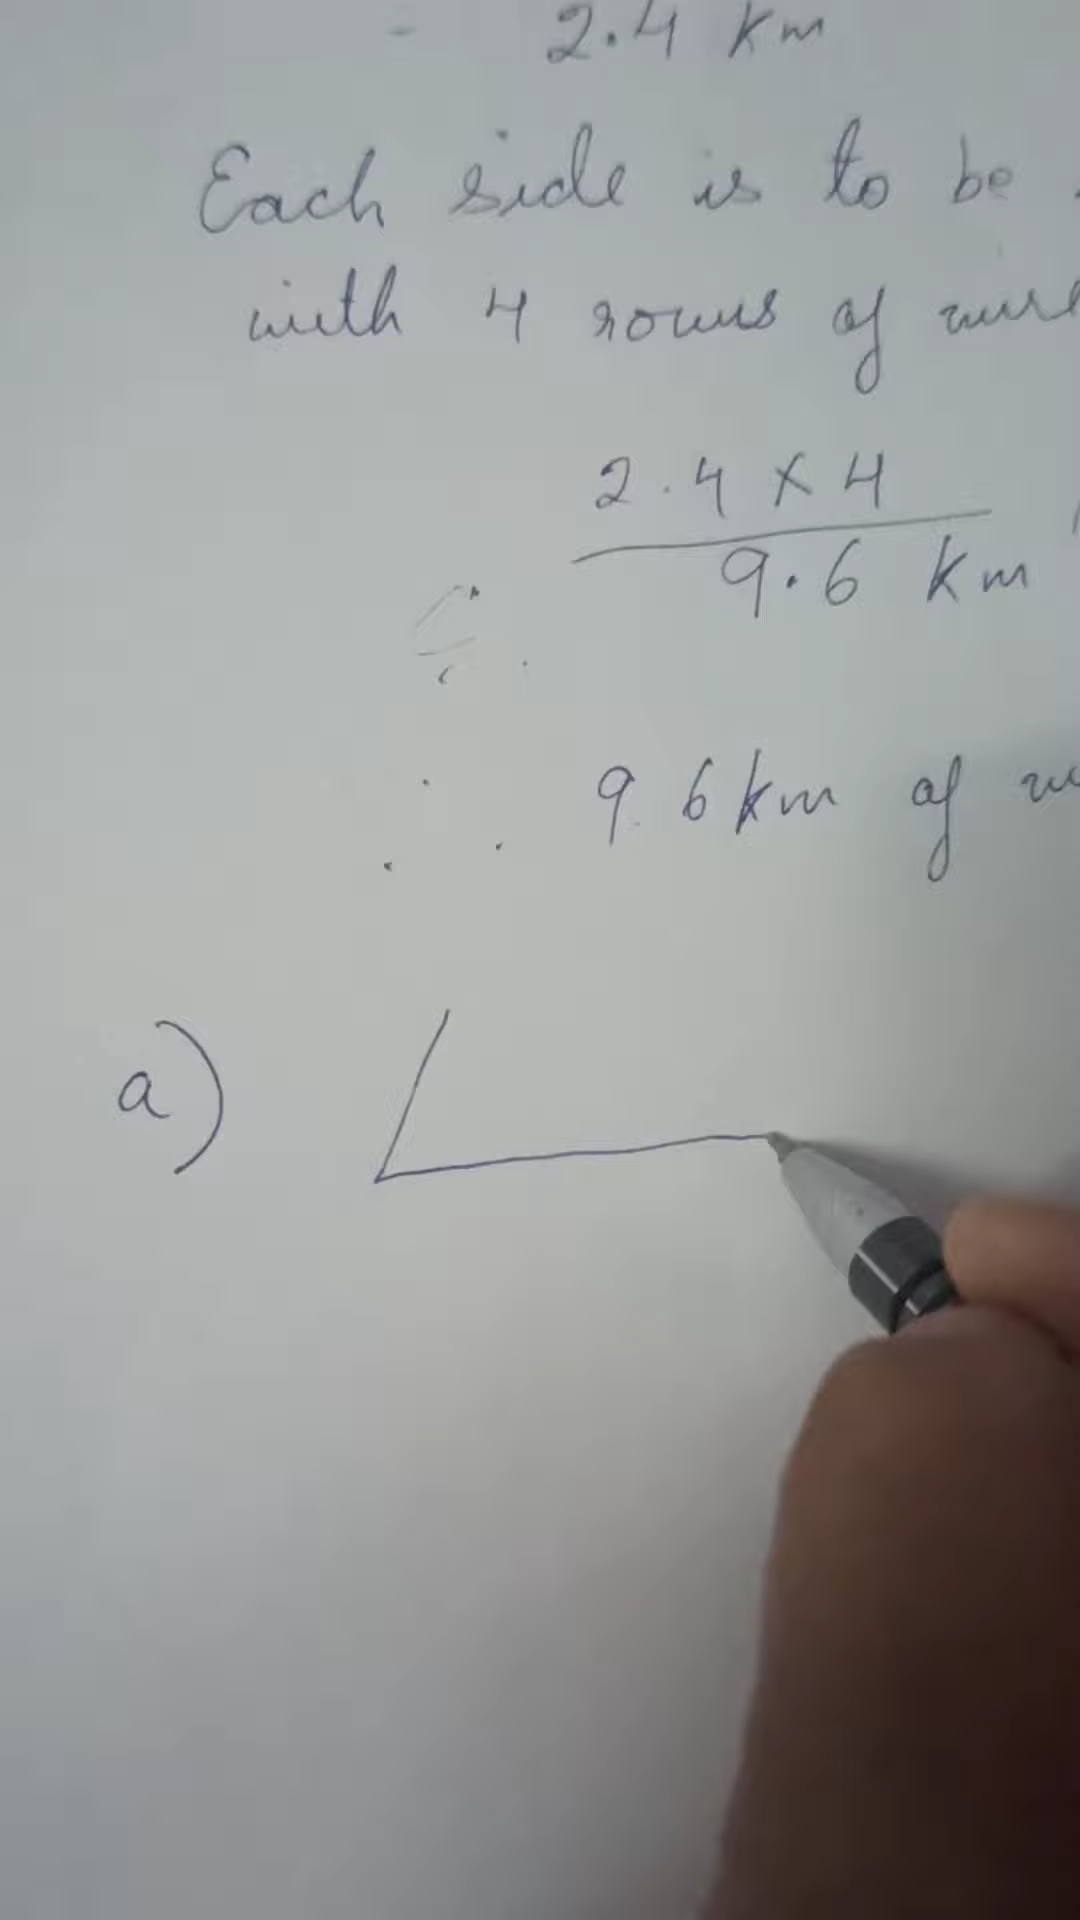 - 2.4 km
Each side is to be
with 4 rows of
2.4 × 4
9.6 km
∴ 9.6 km of
a)